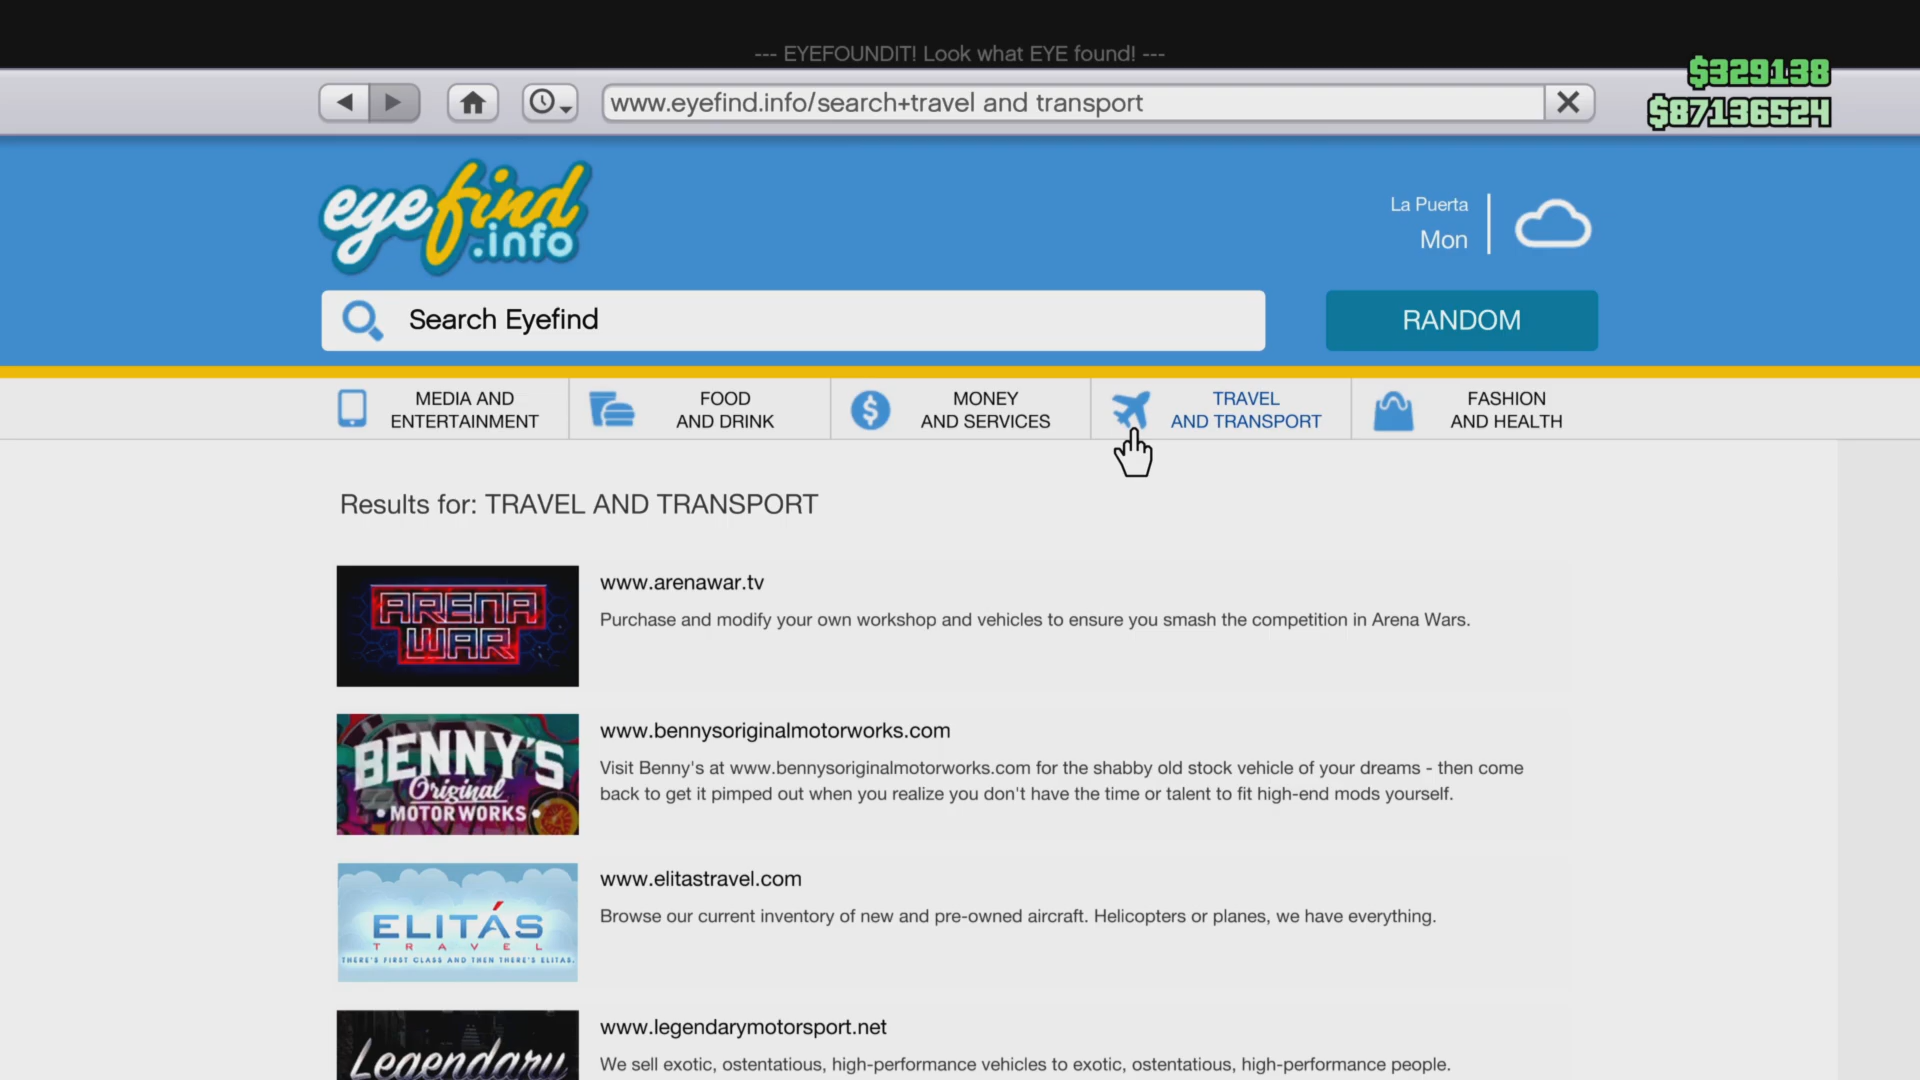 --- EYEFOUNDIT! Look what EYE found! ---
$329138
www.eyefind.info/search+travel and transport
$87136524
eyefind
.info
La Puerta
Mon
Search Eyefind
RANDOM
MEDIA AND
ENTERTAINMENT
FOOD
AND DRINK
MONEY
AND SERVICES
TRAVEL
AND TRANSPORT
FASHION
AND HEALTH
Results for: TRAVEL AND TRANSPORT
ARENA
WAR
www.arenawar.tv
Purchase and modify your own workshop and vehicles to ensure you smash the competition in Arena Wars.
BENNY'S
Original
• MOTORWORKS •
www.bennysoriginalmotorworks.com
Visit Benny's at www.bennysoriginalmotorworks.com for the shabby old stock vehicle of your dreams - then come
back to get it pimped out when you realize you don't have the time or talent to fit high-end mods yourself.
ELITÁS
TRAVEL
THERE'S FIRST CLASS AND THEN THERE'S ELITAS.
www.elitastravel.com
Browse our current inventory of new and pre-owned aircraft. Helicopters or planes, we have everything.
Legendary
www.legendarymotorsport.net
We sell exotic, ostentatious, high-performance vehicles to exotic, ostentatious, high-performance people.